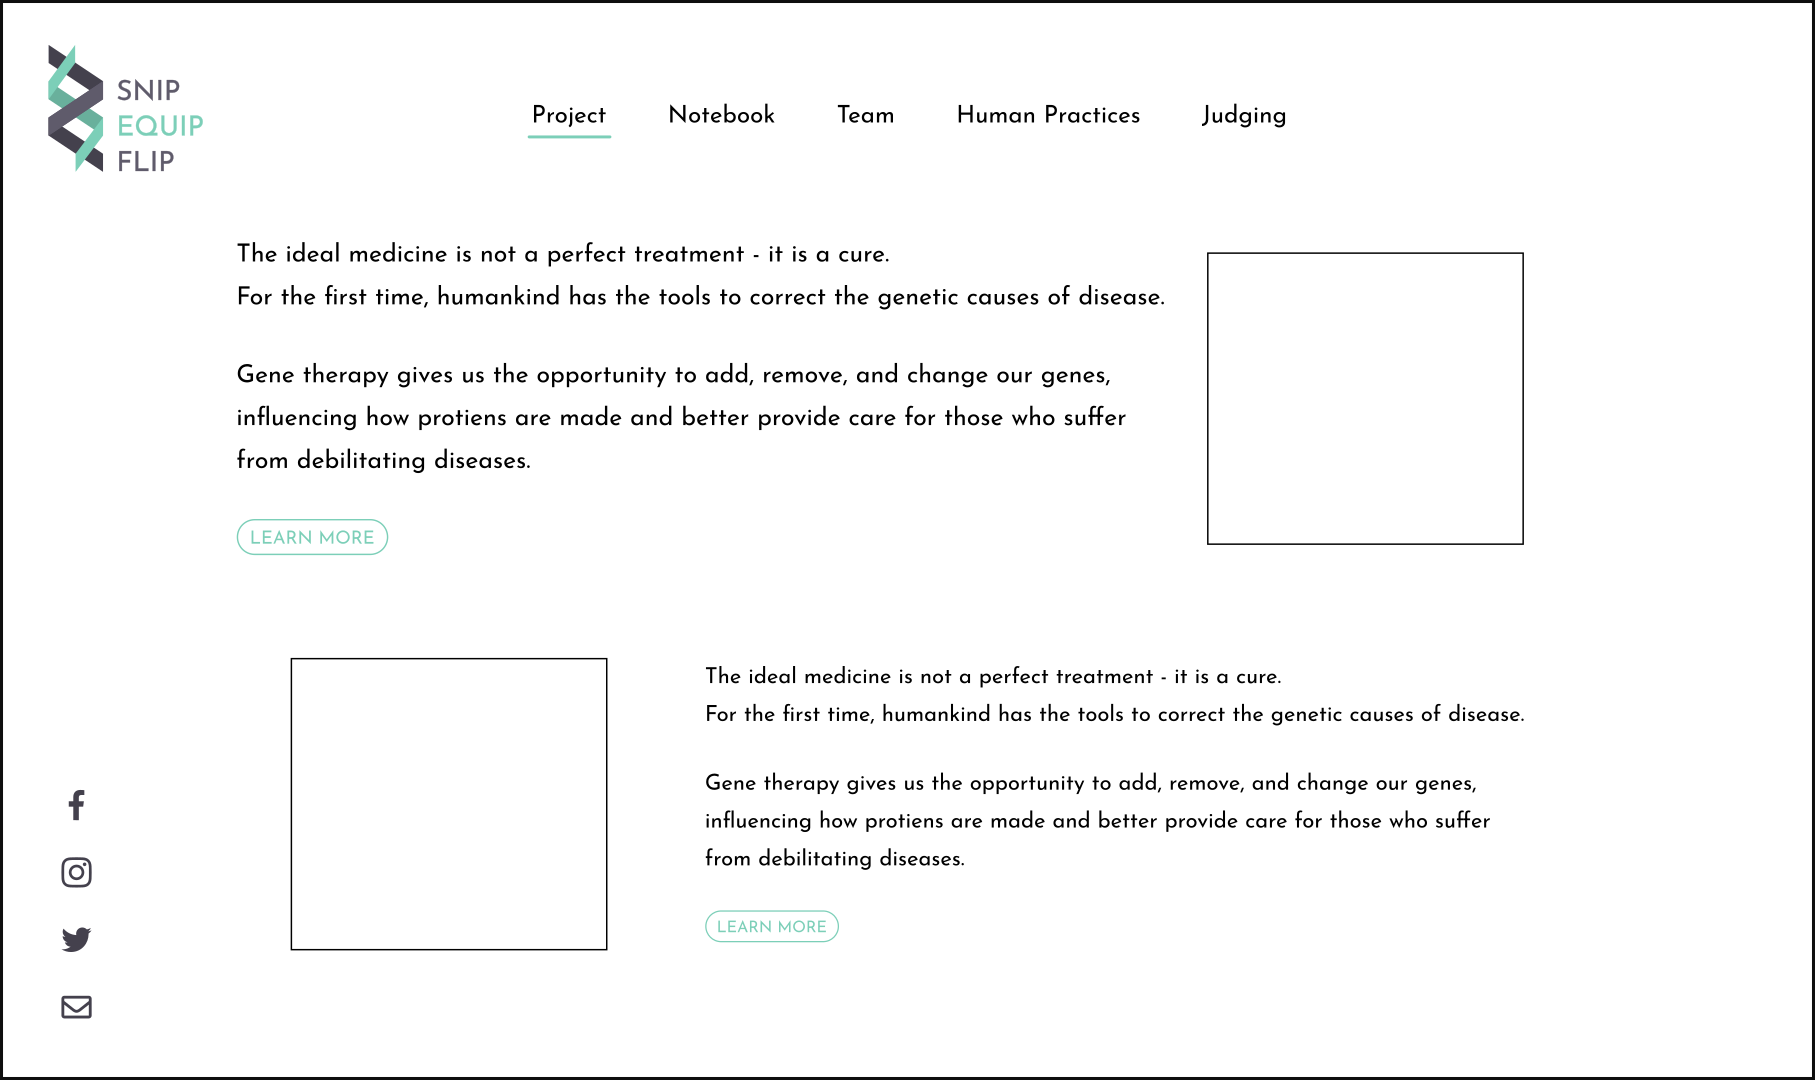 SNIP
EQUIP
FLIP
Project Notebook Team Human Practices Judging
The ideal medicine is not a perfect treatment - it is a cure.
For the first time, humankind has the tools to correct the genetic causes of disease.
Gene therapy gives us the opportunity to add, remove, and change our genes,
influencing how protiens are made and better provide care for those who suffer
from debilitating diseases.
LEARN MORE
The ideal medicine is not a perfect treatment - it is a cure.
For the first time, humankind has the tools to correct the genetic causes of disease.
Gene therapy gives us the opportunity to add, remove, and change our genes,
influencing how protiens are made and better provide care for those who suffer
from debilitating diseases.
LEARN MORE